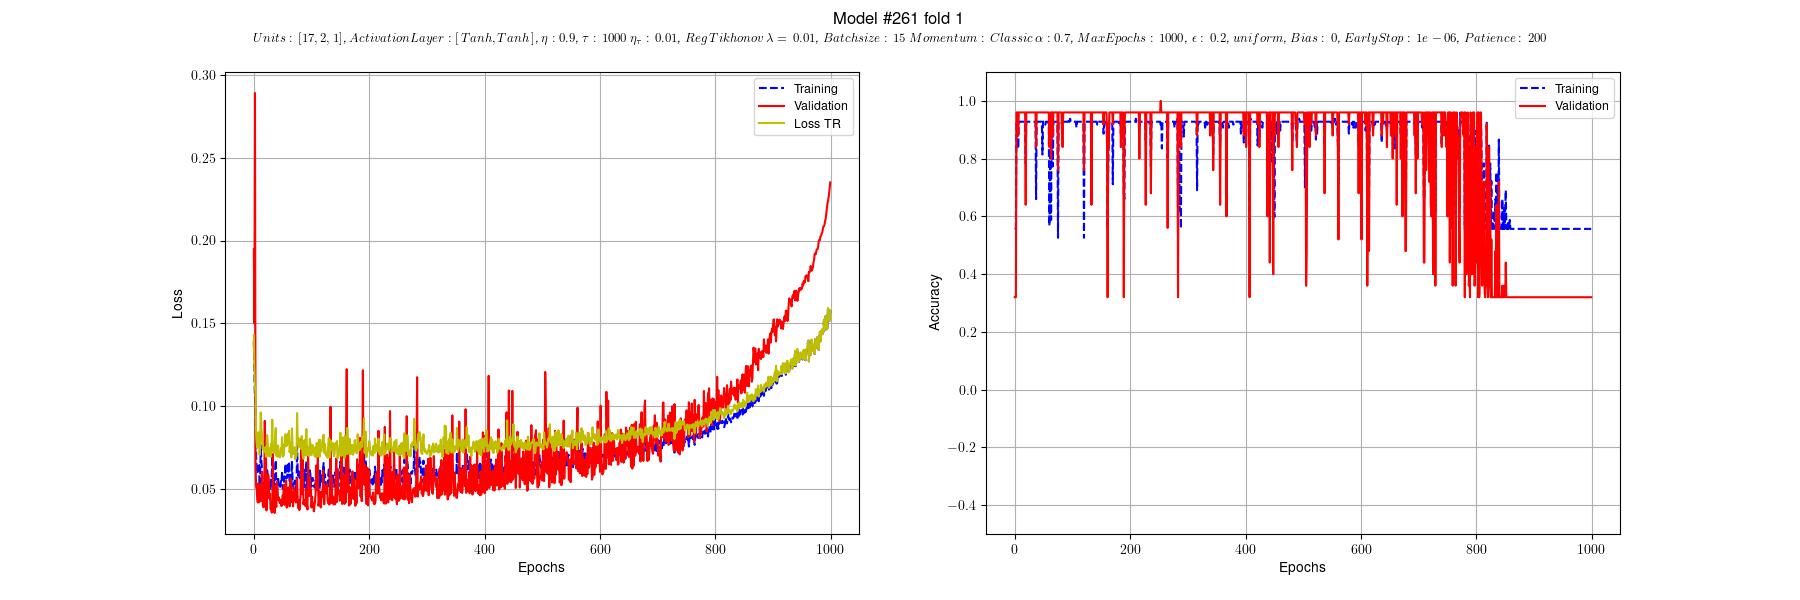 Model #261 fold 1
Units : [17, 2, 1], ActivationLayer : [Tanh, Tanh], η : 0.9, τ : 1000 η_τ : 0.01, RegTikhonov λ = 0.01, Batchsize : 15 Momentum : Classic α : 0.7, MaxEpochs : 1000, ϵ : 0.2, uniform, Bias : 0, EarlyStop : 1e − 06, Patience : 200
0.30
0.25
0.20
0.15
0.10
0.05
Loss
Training
Validation
Loss TR
0 200 400 600 800 1000
Epochs
1.0
0.8
0.6
0.4
0.2
0.0
−0.2
−0.4
Accuracy
Training
Validation
0 200 400 600 800 1000
Epochs